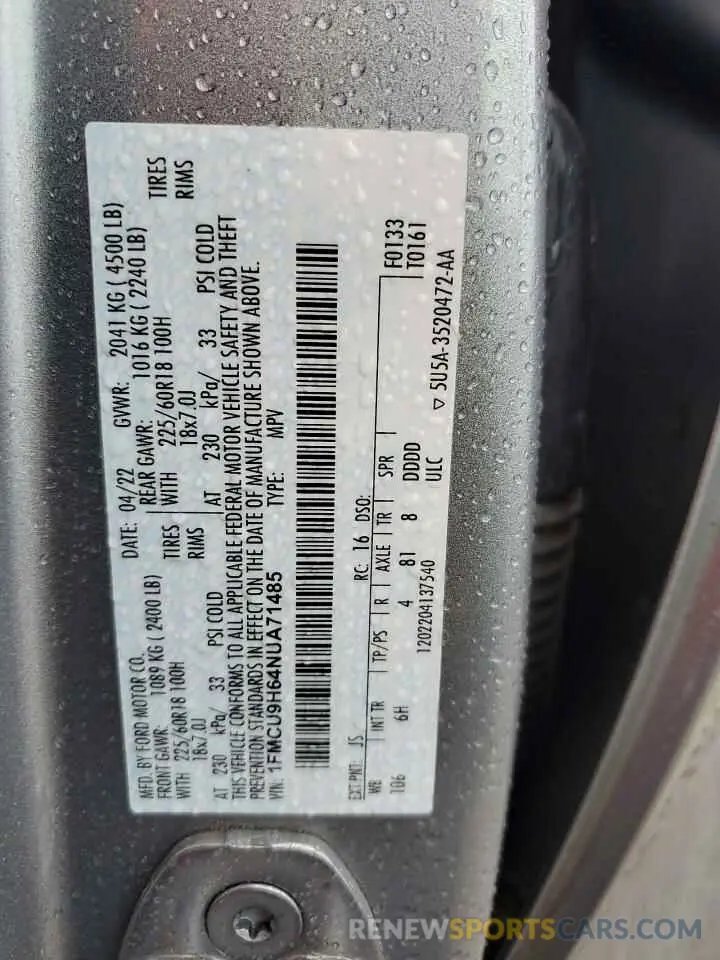 MFD. BY FORD MOTOR CO.
DATE: 04/22 GVWR: 2041 KG ( 4500 LB)
FRONT GAWR: 1089 KG ( 2400 LB) REAR GAWR: 1016 KG ( 2240 LB)
WITH 225/60R18 100H TIRES WITH 225/60R18 100H TIRES
18x7.0J RIMS 18x7.0J RIMS
AT 230 kPa/ 33 PSI COLD AT 230 kPa/ 33 PSI COLD
THIS VEHICLE CONFORMS TO ALL APPLICABLE FEDERAL MOTOR VEHICLE SAFETY AND THEFT
PREVENTION STANDARDS IN EFFECT ON THE DATE OF MANUFACTURE SHOWN ABOVE.
VIN: 1FMCU9H64NUA71485 TYPE: MPV
EXT PNT: JS RC: 16 DSO: F0133
WB INT TR TP/PS R AXLE TR SPR T0161
106 6H 4 81 8 DDDD
1202204137540 ULC ▽ 5U5A-3520472-AA
RENEWSPORTSCARS.COM